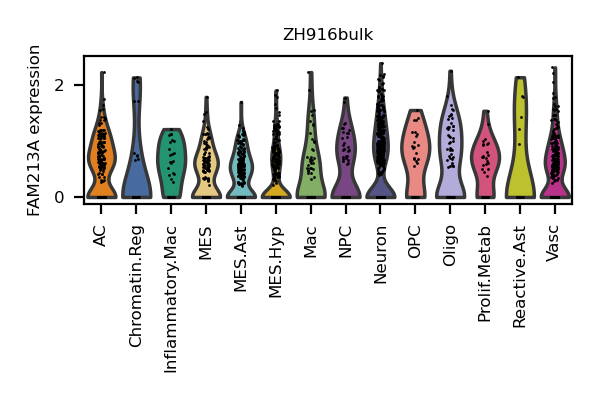 ZH916bulk
FAM213A expression
2
0
AC
Chromatin.Reg
Inflammatory.Mac
MES
MES.Ast
MES.Hyp
Mac
NPC
Neuron
OPC
Oligo
Prolif.Metab
Reactive.Ast
Vasc